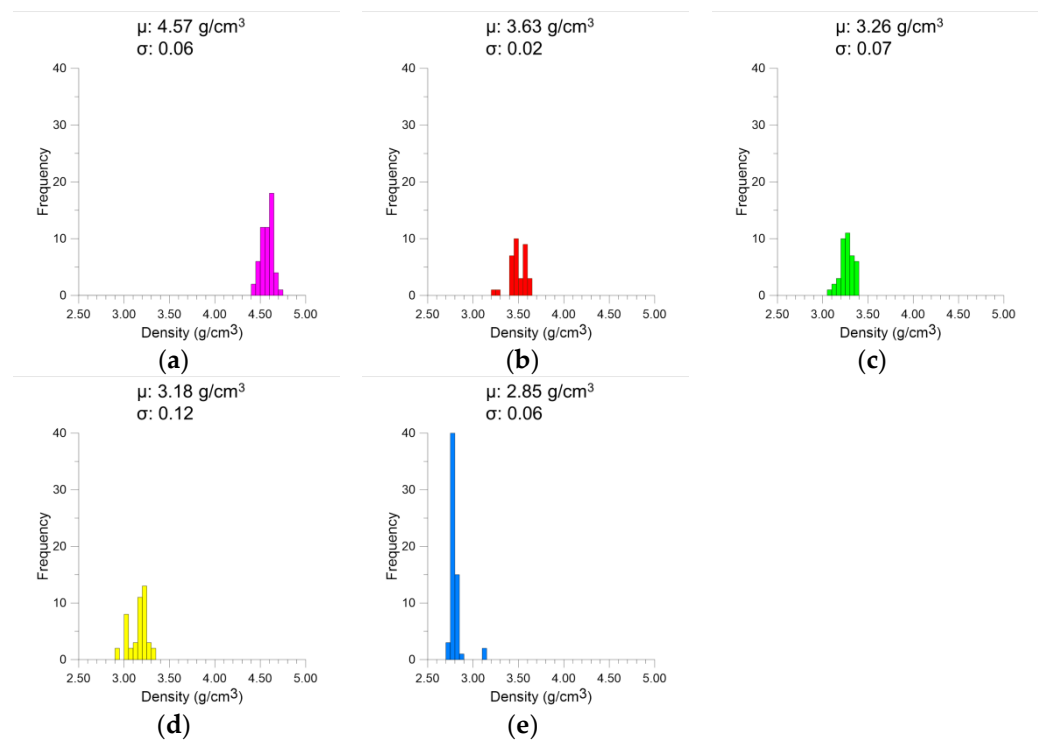 μ: 4.57 g/cm³
σ: 0.06
40
30
20
10
0
Frequency
2.50 3.00 3.50 4.00 4.50 5.00
Density (g/cm³)
(a)
μ: 3.63 g/cm³
σ: 0.02
40
30
20
10
0
Frequency
2.50 3.00 3.50 4.00 4.50 5.00
Density (g/cm³)
(b)
μ: 3.26 g/cm³
σ: 0.07
40
30
20
10
0
Frequency
2.50 3.00 3.50 4.00 4.50 5.00
Density (g/cm³)
(c)
μ: 3.18 g/cm³
σ: 0.12
40
30
20
10
0
Frequency
2.50 3.00 3.50 4.00 4.50 5.00
Density (g/cm³)
(d)
μ: 2.85 g/cm³
σ: 0.06
40
30
20
10
0
Frequency
2.50 3.00 3.50 4.00 4.50 5.00
Density (g/cm³)
(e)